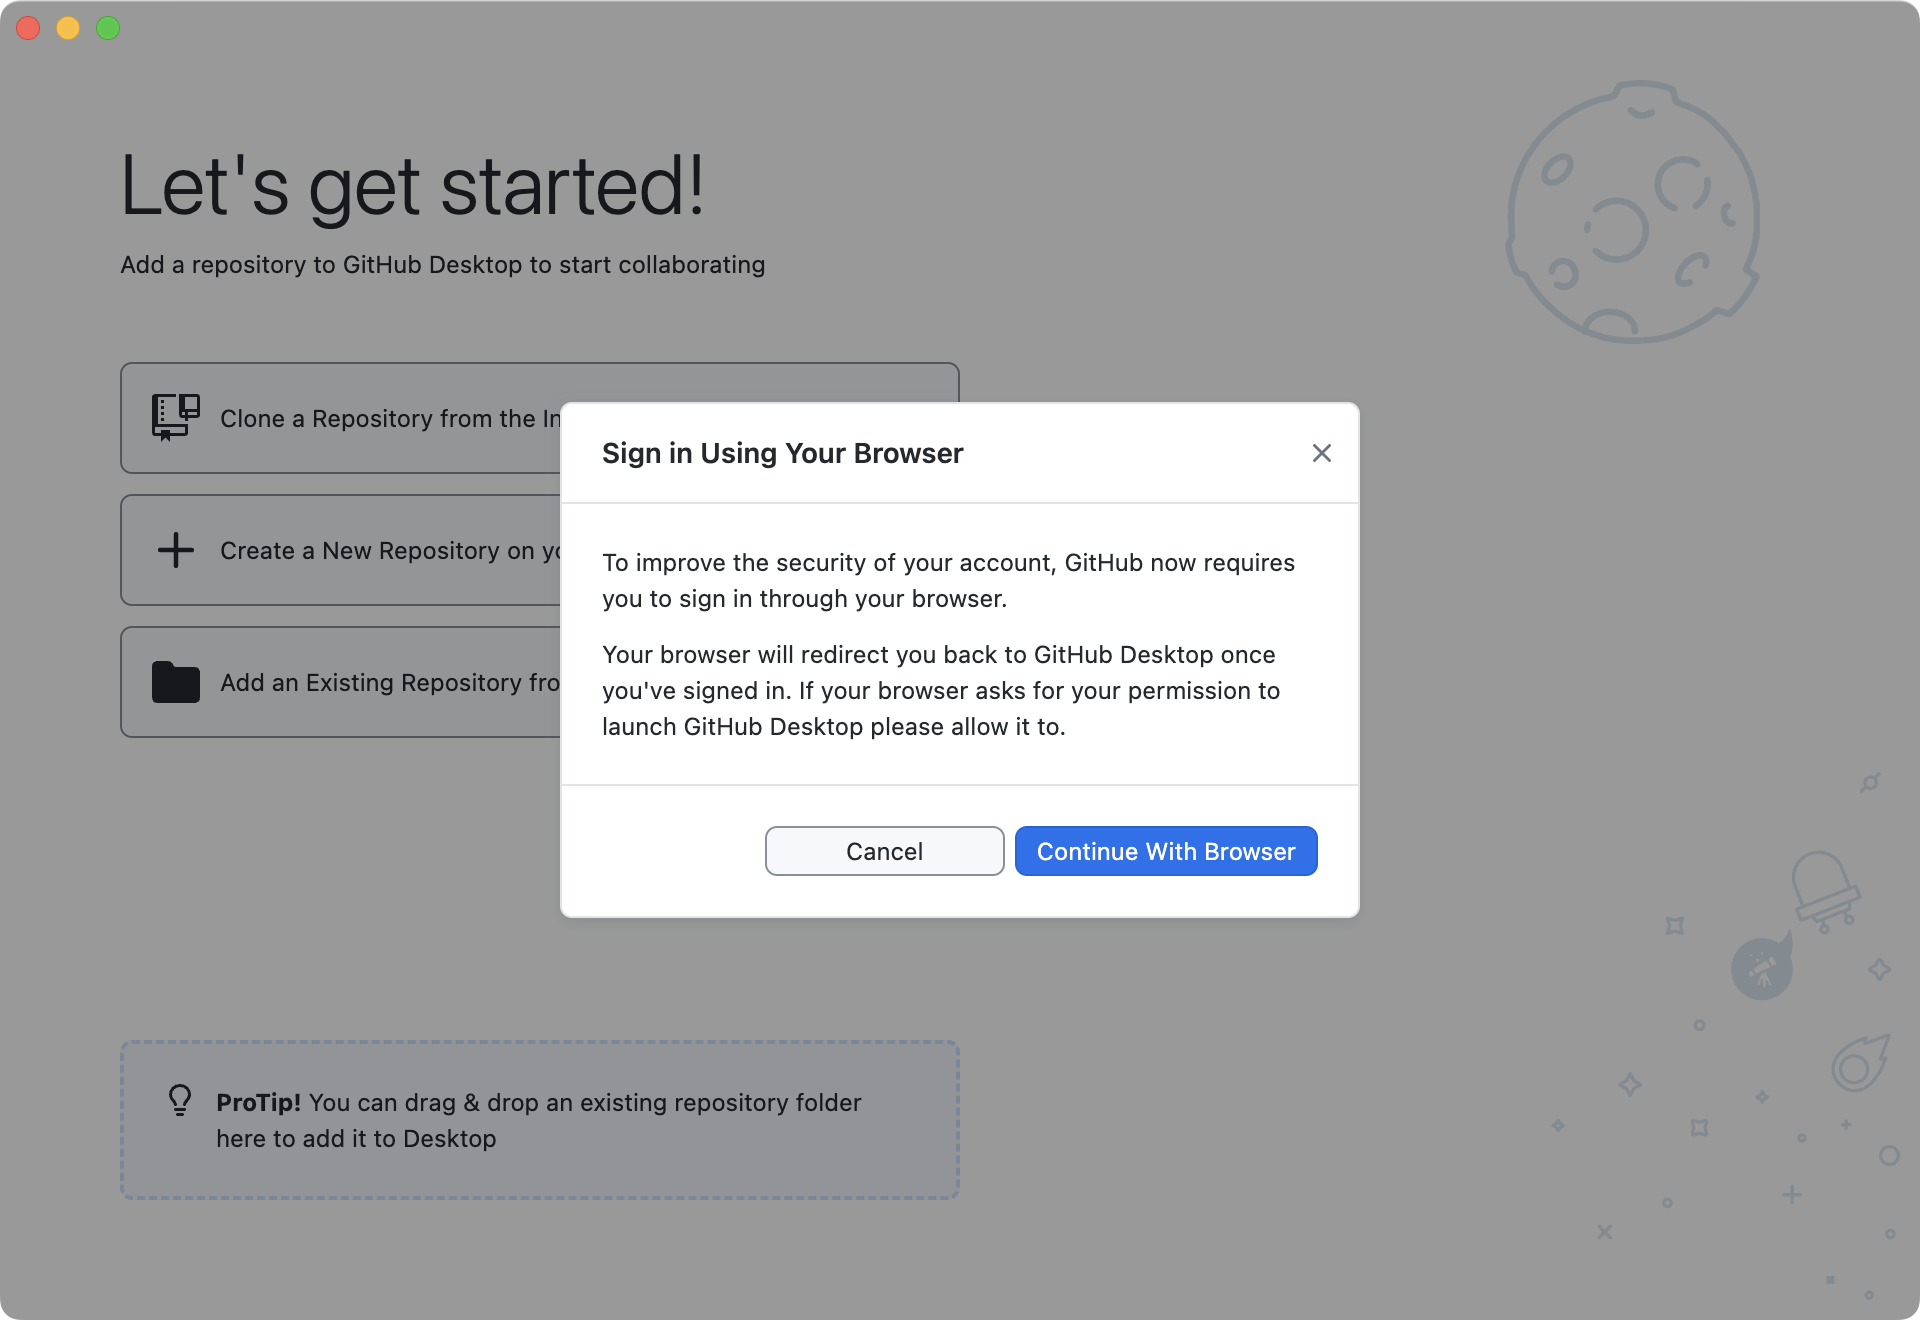 Let's get started!
Add a repository to GitHub Desktop to start collaborating
Clone a Repository from the
Create a New Repository on
Add an Existing Repository
Sign in Using Your Browser
To improve the security of your account, GitHub now requires
you to sign in through your browser.
Your browser will redirect you back to GitHub Desktop once
you've signed in. If your browser asks for your permission to
launch GitHub Desktop please allow it to.
Cancel
Continue With Browser
ProTip! You can drag & drop an existing repository folder
here to add it to Desktop